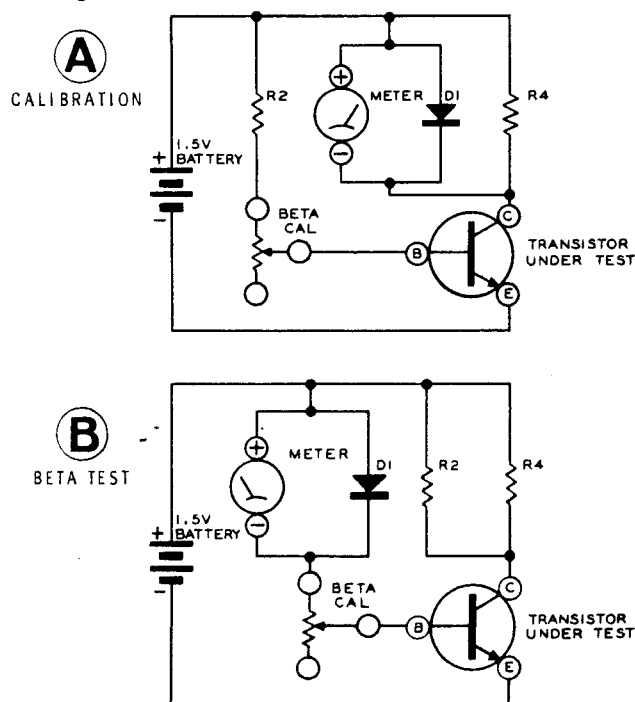 A
CALIBRATION
R2
+
METER
D1
R4
-
+ 1.5V
BATTERY
-
BETA
CAL
C
B
TRANSISTOR
UNDER TEST
E
B
BETA TEST
+
METER
D1
R2
R4
-
+ 1.5V
BATTERY
-
BETA
CAL
C
B
TRANSISTOR
UNDER TEST
E